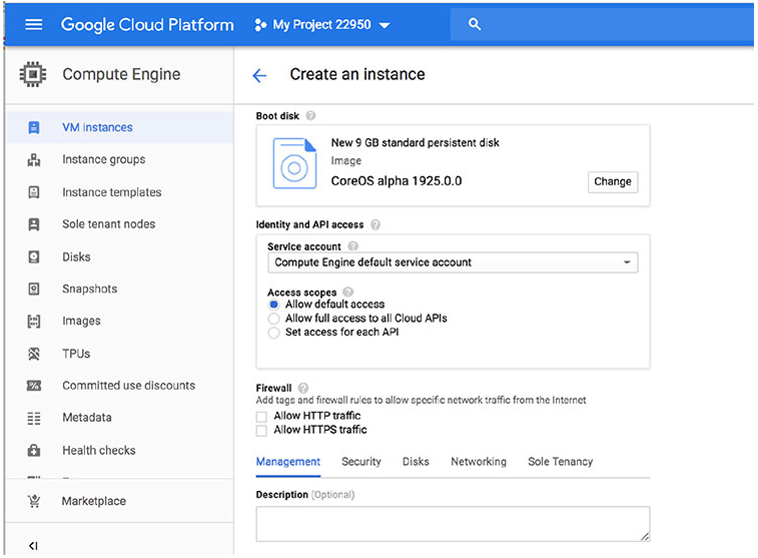 Google Cloud Platform
My Project 22950
Compute Engine
Create an instance
VM instances
Instance groups
Instance templates
Sole tenant nodes
Disks
Snapshots
Images
TPUs
Committed use discounts
Metadata
Health checks
Marketplace
Boot disk
New 9 GB standard persistent disk
Image
CoreOS alpha 1925.0.0
Change
Identity and API access
Service account
Compute Engine default service account
Access scopes
Allow default access
Allow full access to all Cloud APIs
Set access for each API
Firewall
Add tags and firewall rules to allow specific network traffic from the Internet
Allow HTTP traffic
Allow HTTPS traffic
Management Security Disks Networking Sole Tenancy
Description (Optional)